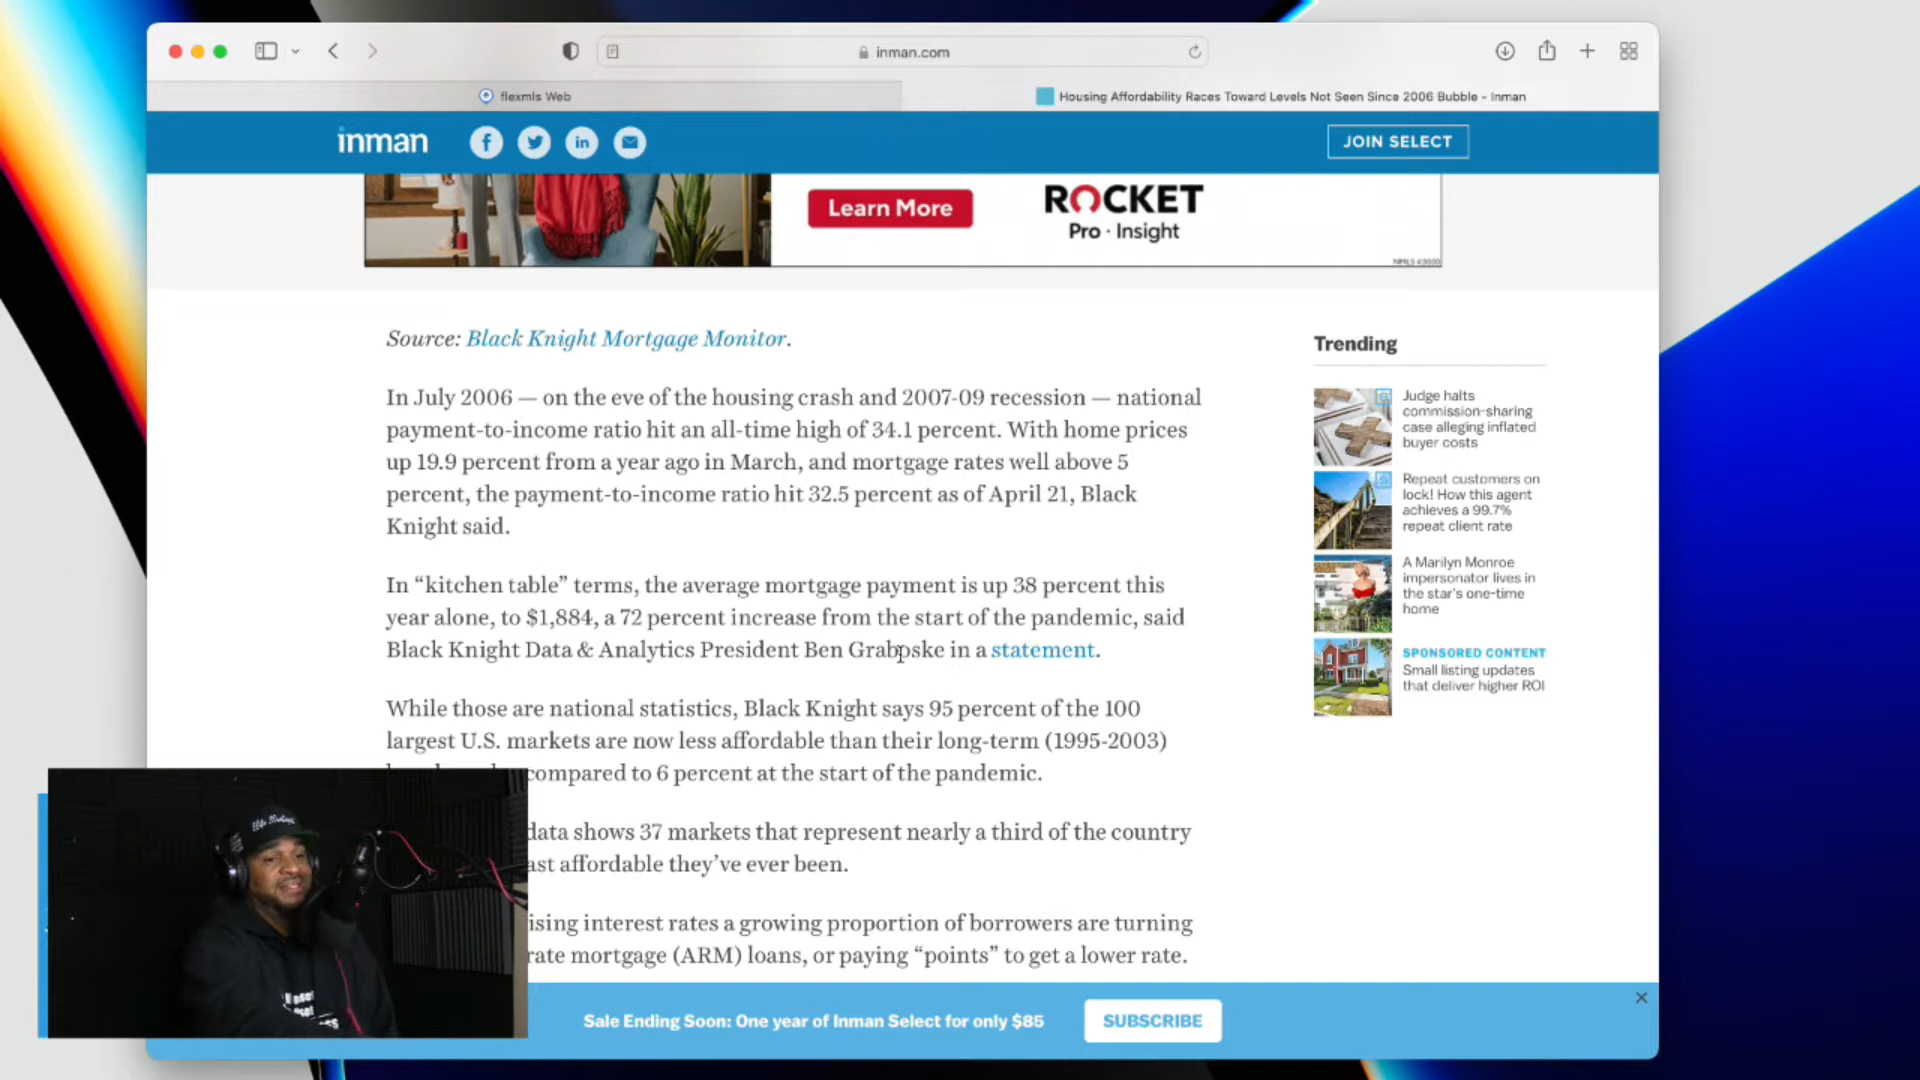 inman.com
flexmls Web
Housing Affordability Races Toward Levels Not Seen Since 2006 Bubble - Inman
inman
JOIN SELECT
Learn More
ROCKET
Pro · Insight
NMLS #3030
Source: Black Knight Mortgage Monitor.
In July 2006 — on the eve of the housing crash and 2007-09 recession — national
payment-to-income ratio hit an all-time high of 34.1 percent. With home prices
up 19.9 percent from a year ago in March, and mortgage rates well above 5
percent, the payment-to-income ratio hit 32.5 percent as of April 21, Black
Knight said.
In “kitchen table” terms, the average mortgage payment is up 38 percent this
year alone, to $1,884, a 72 percent increase from the start of the pandemic, said
Black Knight Data & Analytics President Ben Graboske in a statement.
While those are national statistics, Black Knight says 95 percent of the 100
largest U.S. markets are now less affordable than their long-term (1995-2003)
compared to 6 percent at the start of the pandemic.
data shows 37 markets that represent nearly a third of the country
ast affordable they’ve ever been.
ising interest rates a growing proportion of borrowers are turning
rate mortgage (ARM) loans, or paying “points” to get a lower rate.
Trending
Judge halts
commission-sharing
case alleging inflated
buyer costs
Repeat customers on
lock! How this agent
achieves a 99.7%
repeat client rate
A Marilyn Monroe
impersonator lives in
the star's one-time
home
SPONSORED CONTENT
Small listing updates
that deliver higher ROI
Sale Ending Soon: One year of Inman Select for only $85
SUBSCRIBE